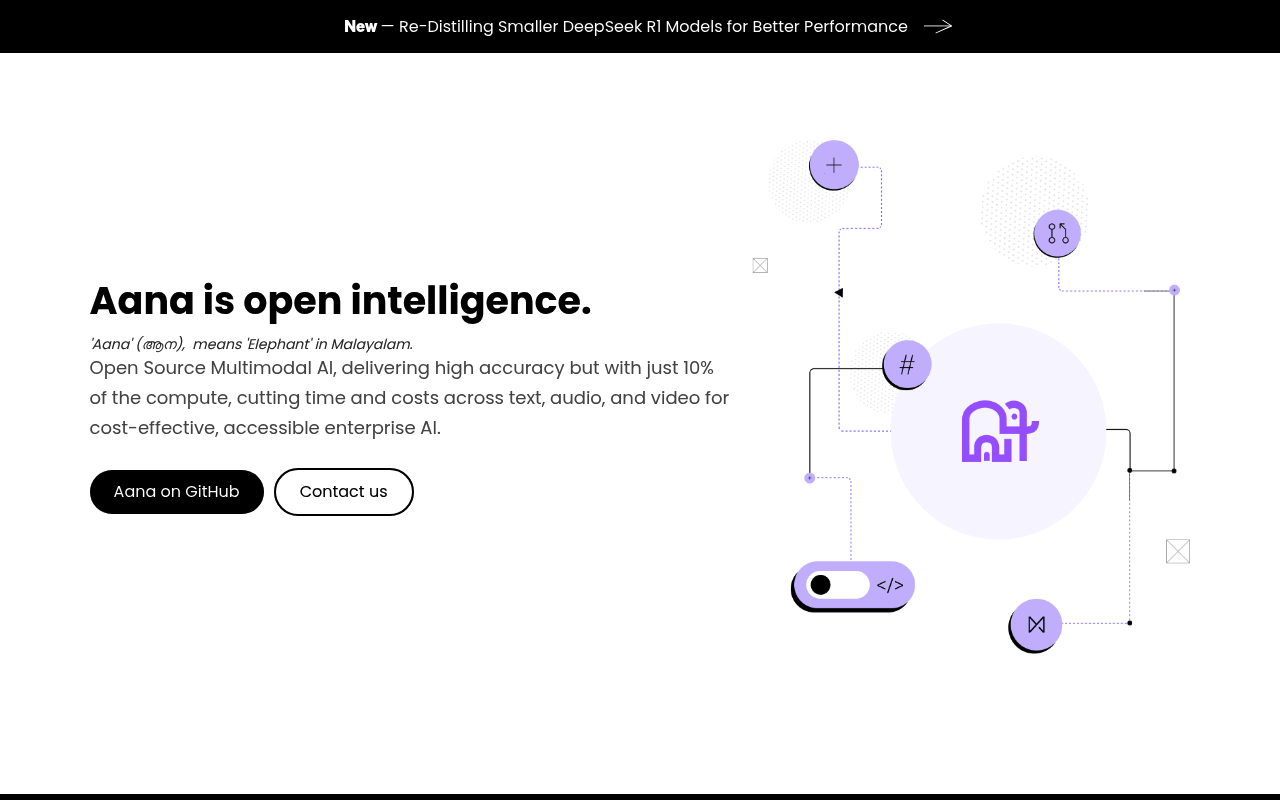 New — Re-Distilling Smaller DeepSeek R1 Models for Better Performance
Aana is open intelligence.
'Aana' (ആന), means 'Elephant' in Malayalam.
Open Source Multimodal AI, delivering high accuracy but with just 10%
of the compute, cutting time and costs across text, audio, and video for
cost-effective, accessible enterprise AI.
Aana on GitHub
Contact us
#
</>